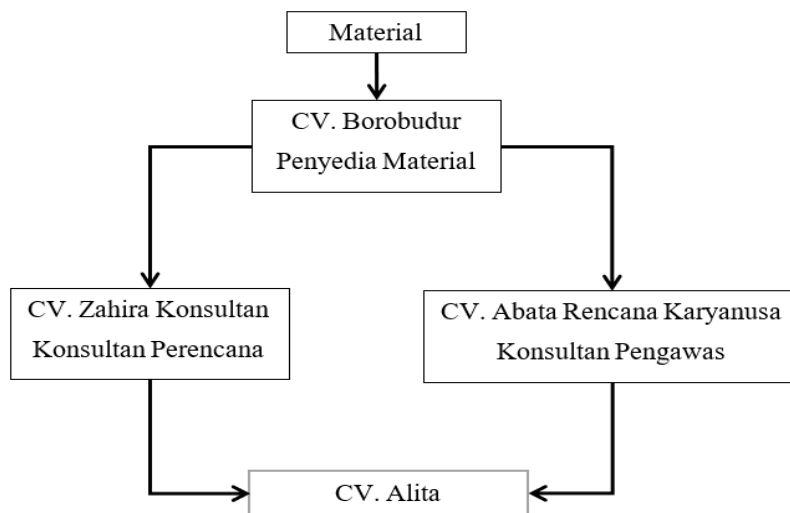 Material
CV. Borobudur
Penyedia Material
CV. Zahira Konsultan
Konsultan Perencana
CV. Abata Rencana Karyanusa
Konsultan Pengawas
CV. Alita